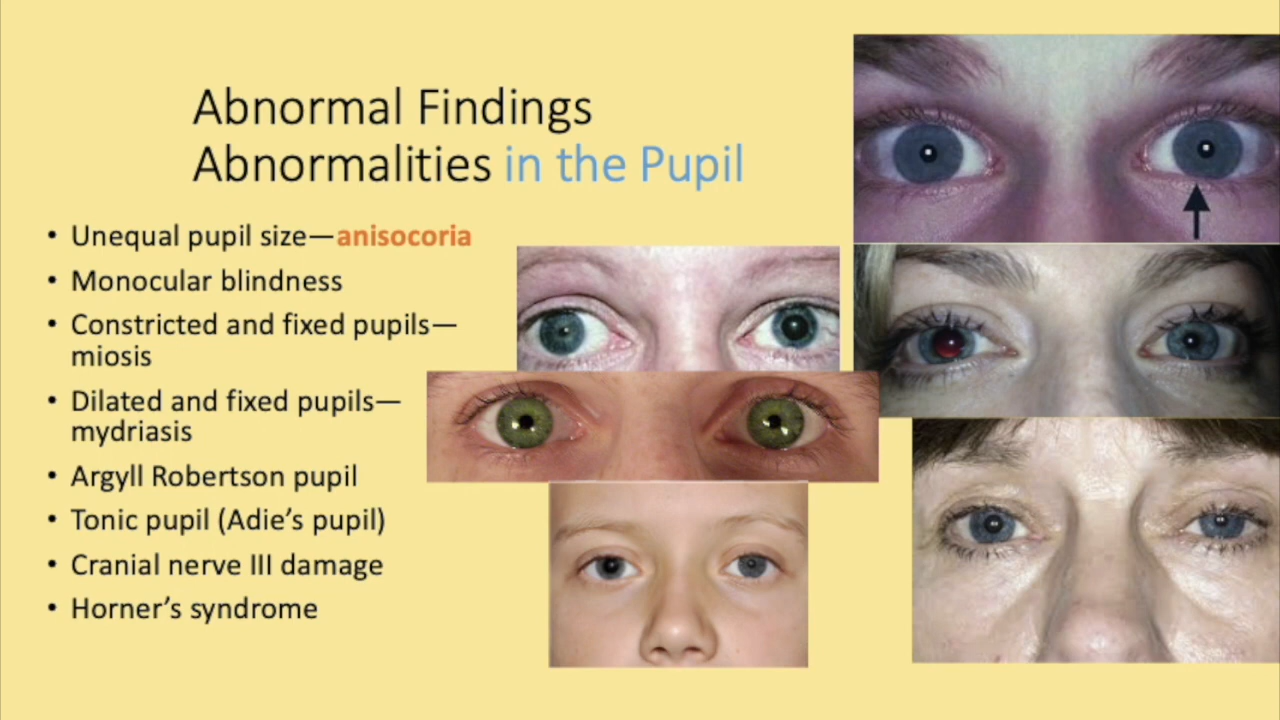 Abnormal Findings
Abnormalities in the Pupil
• Unequal pupil size—anisocoria
• Monocular blindness
• Constricted and fixed pupils—
miosis
• Dilated and fixed pupils—
mydriasis
• Argyll Robertson pupil
• Tonic pupil (Adie’s pupil)
• Cranial nerve III damage
• Horner’s syndrome